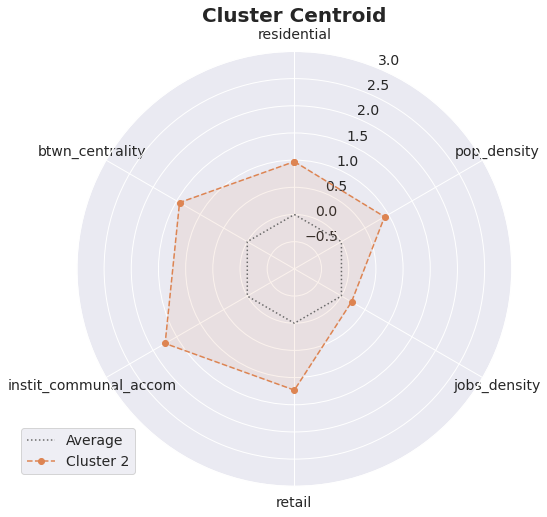 Cluster Centroid
residential
3.0
2.5
2.0
1.5
1.0
0.5
0.0
−0.5
btwn_centrality
pop_density
instit_communal_accom
jobs_density
retail
Average
Cluster 2